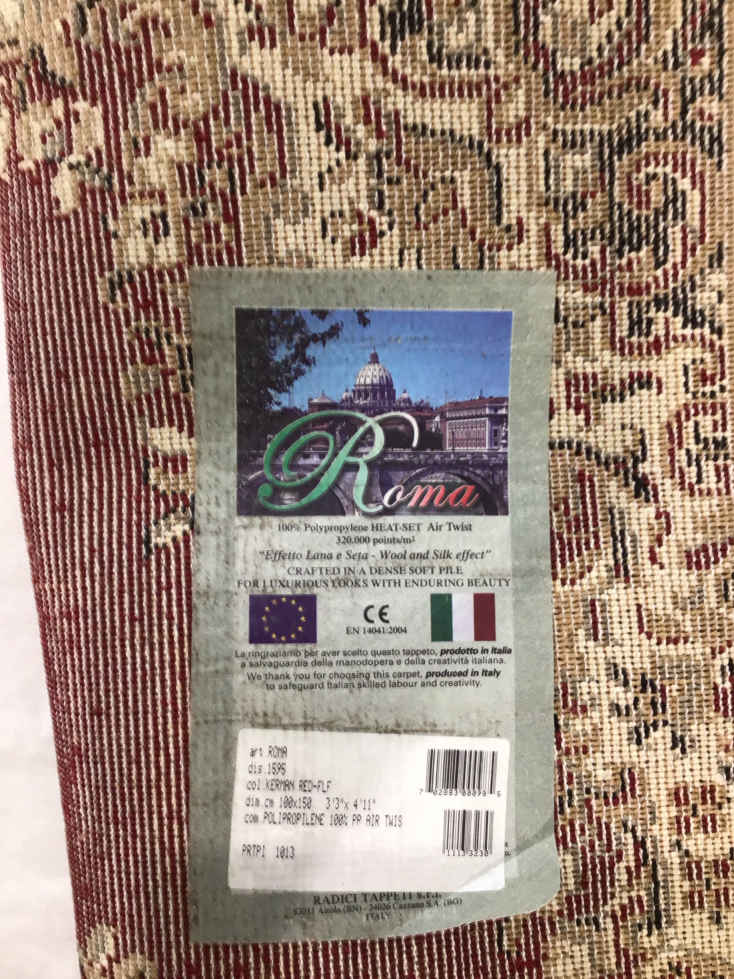 Roma
100% Polypropylene HEAT-SET Air Twist
320.000 points/m²
"Effetto Lana e Seta - Wool and Silk effect"
CRAFTED IN A DENSE SOFT PILE
FOR LUXURIOUS LOOKS WITH ENDURING BEAUTY
CE
EN 14041:2004
La ringraziamo per aver scelto questo tappeto, prodotto in Italia
a salvaguardia della manodopera e della creatività italiana.
We thank you for choosing this carpet, produced in Italy
to safeguard Italian skilled labour and creativity.
art ROMA
dis.1595
col.KERMAN RED-FLF
dim.cm 100x150 3'3"x 4'11"
com.POLIPROPILENE 100% PP AIR TWIS
PRTP1 1013
11133230
RADICI TAPPETI s.r.l.
Cazzano S.A. (BG)
ITALY